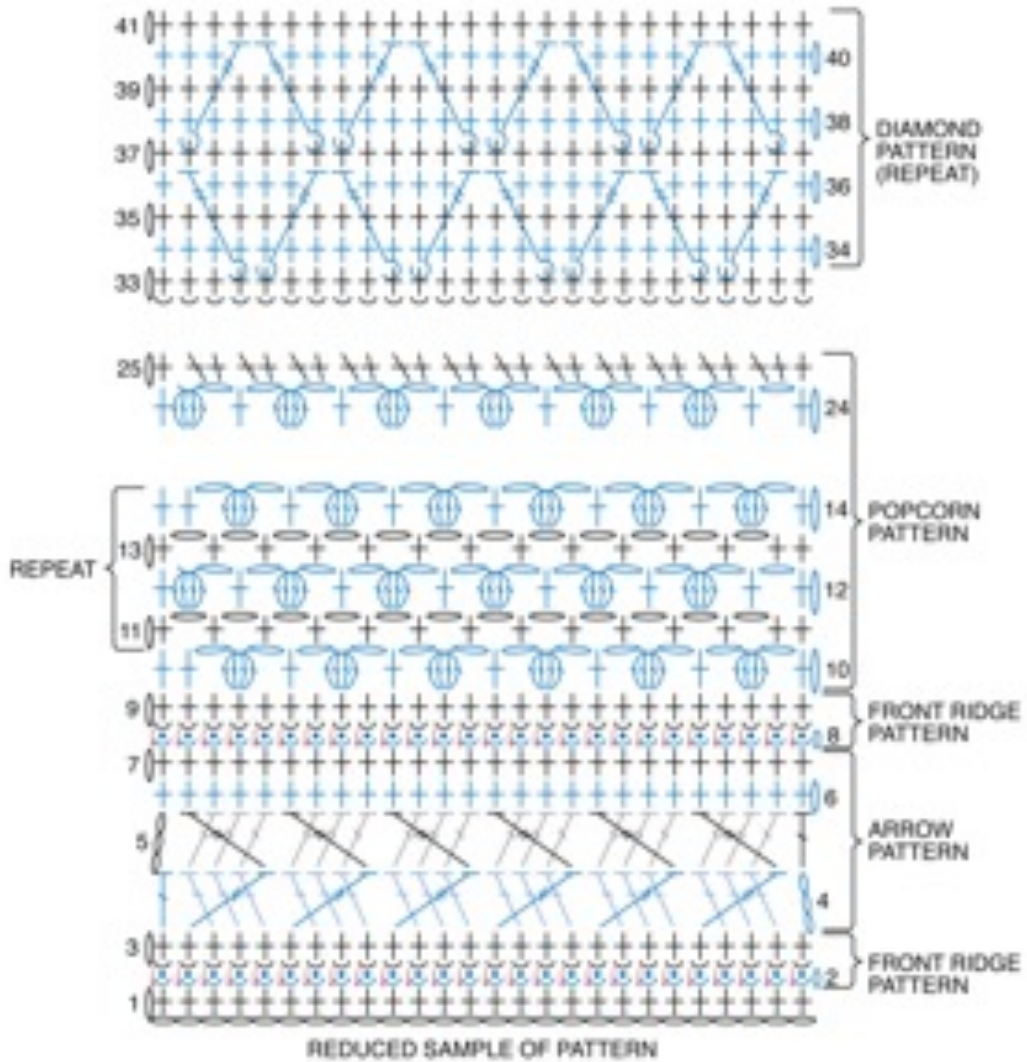 41
40
39
38
DIAMOND
PATTERN
(REPEAT)
37
36
35
34
33
25
24
14
POPCORN
PATTERN
13
REPEAT
12
11
10
9
FRONT RIDGE
PATTERN
8
7
6
5
ARROW
PATTERN
4
3
FRONT RIDGE
PATTERN
2
1
REDUCED SAMPLE OF PATTERN